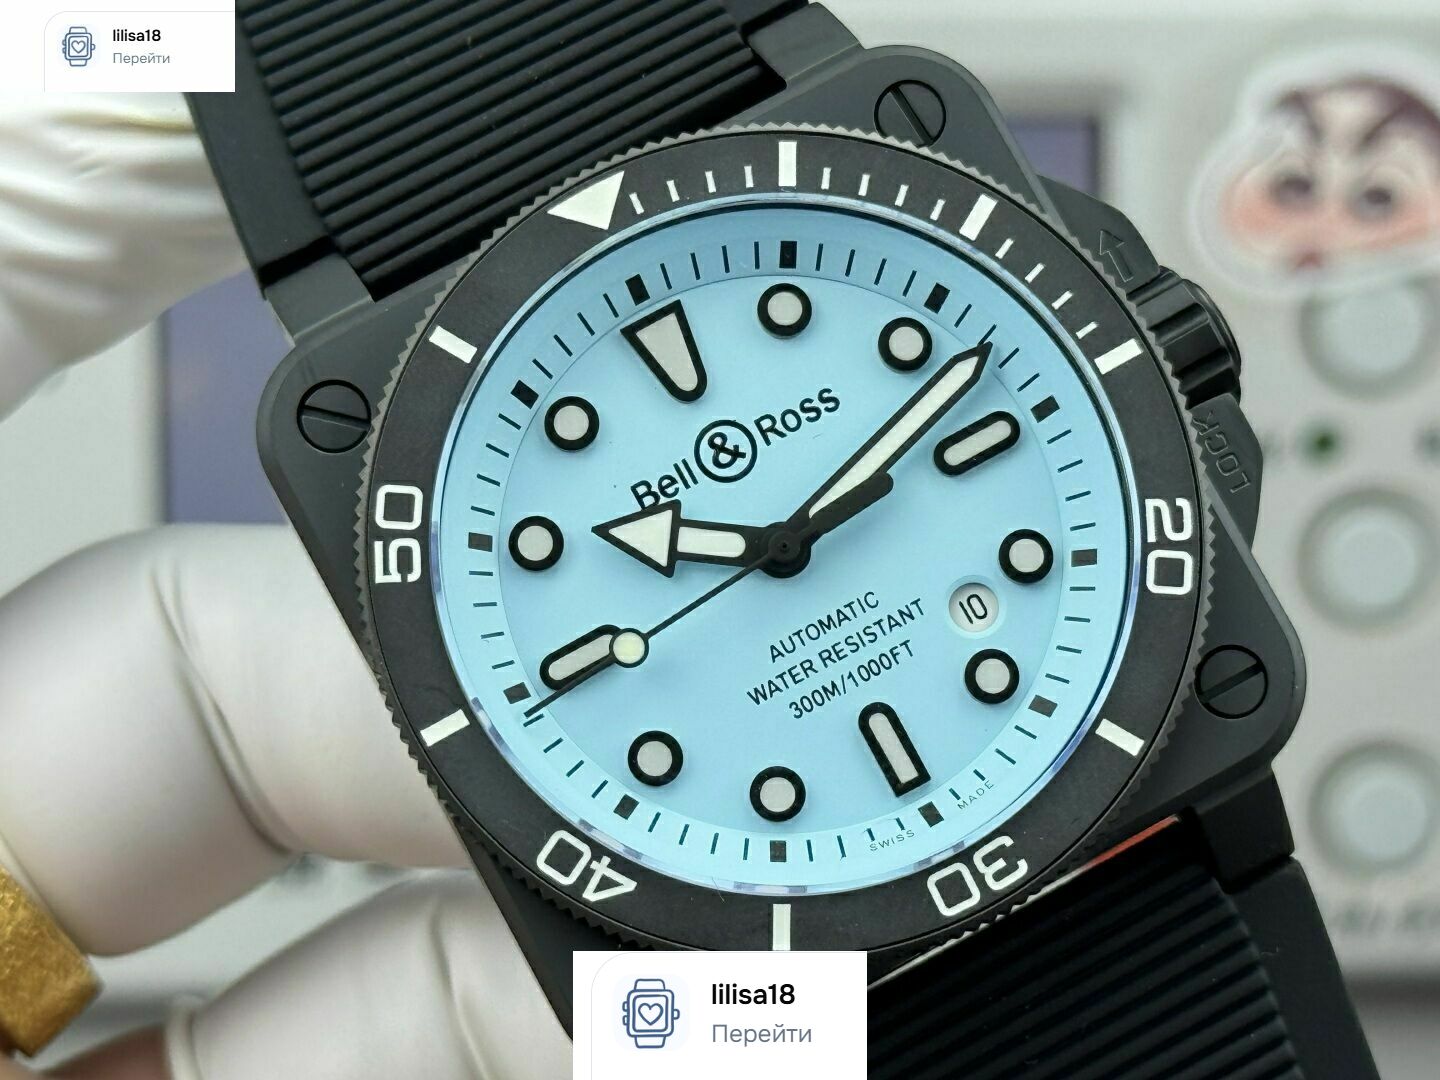 lilisa18
Перейти
Bell & Ross
AUTOMATIC
WATER RESISTANT
300M/1000FT
10
20
30
40
50
SWISS MADE
LOCK
lilisa18
Перейти